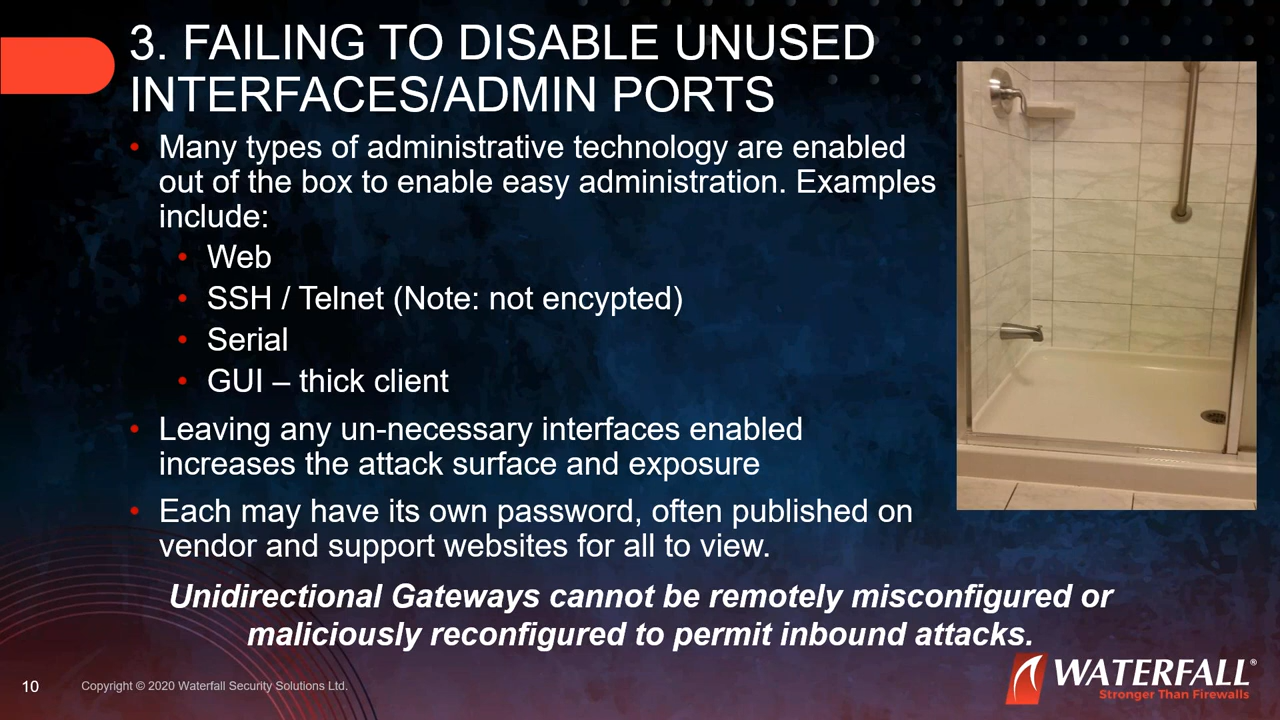 3. FAILING TO DISABLE UNUSED
INTERFACES/ADMIN PORTS
• Many types of administrative technology are enabled
out of the box to enable easy administration. Examples
include:
• Web
• SSH / Telnet (Note: not encypted)
• Serial
• GUI – thick client
• Leaving any un-necessary interfaces enabled
increases the attack surface and exposure
• Each may have its own password, often published on
vendor and support websites for all to view.
Unidirectional Gateways cannot be remotely misconfigured or
maliciously reconfigured to permit inbound attacks.
10
Copyright © 2020 Waterfall Security Solutions Ltd.
WATERFALL®
Stronger Than Firewalls